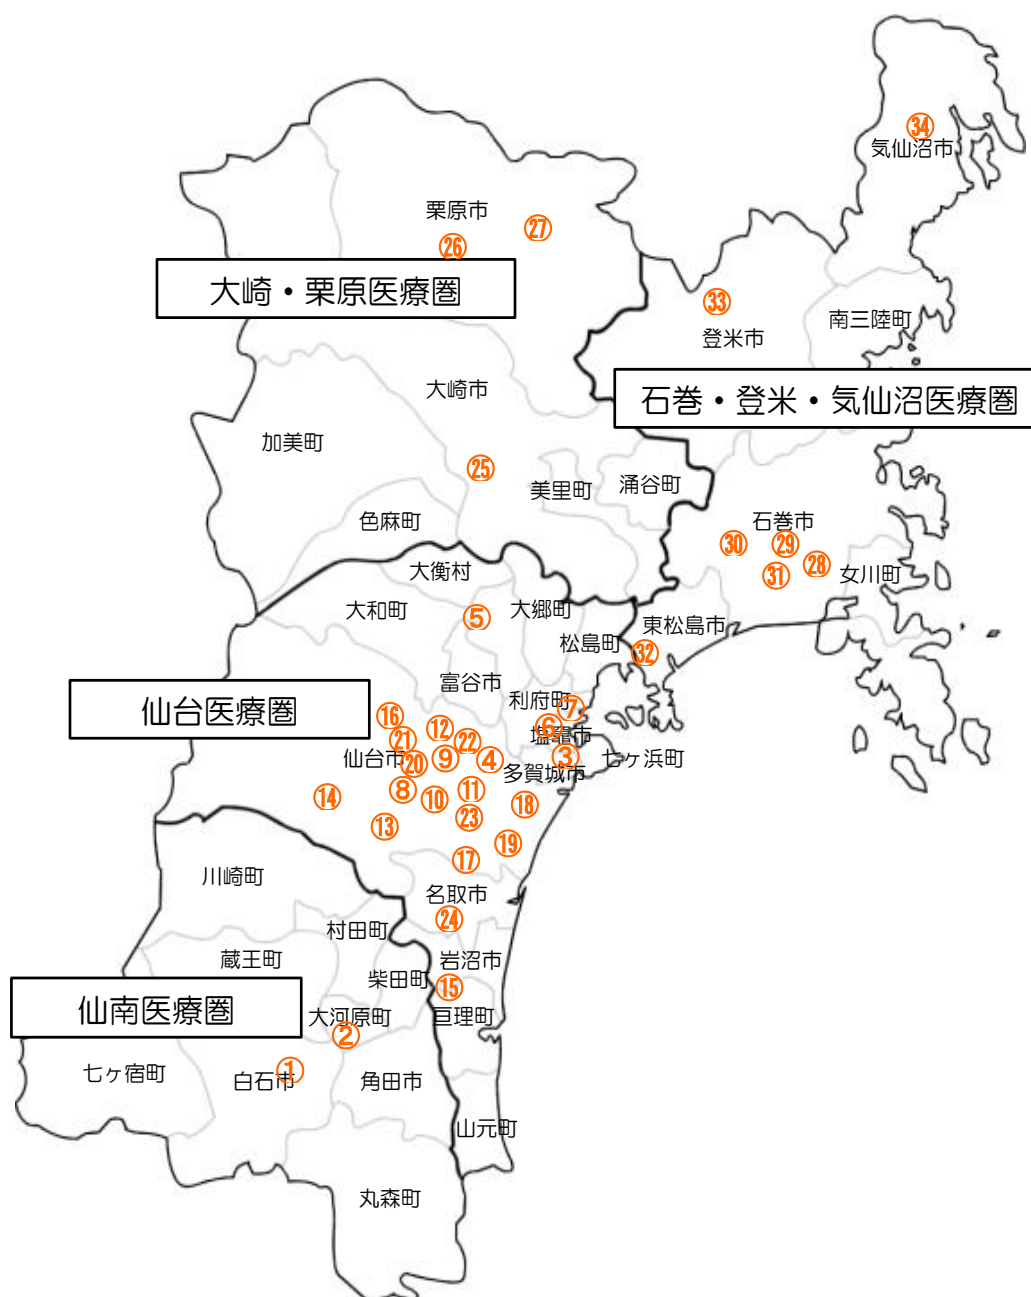 ㉞
気仙沼市
栗原市
㉗
㉖
大崎・栗原医療圏
㉝
南三陸町
登米市
大崎市
石巻・登米・気仙沼医療圏
加美町
㉕
美里町
涌谷町
色麻町
石巻市
㉚
㉙
㉘
㉛
女川町
大衡村
大和町
⑤
大郷町
松島町
東松島市
㉜
富谷市
利府町
⑦
仙台医療圏
⑯
⑫
⑥
塩竈市
㉑
㉒
仙台市
⑳
⑨
④
③
七ヶ浜町
多賀城市
⑧
⑭
⑩
⑪
⑱
⑬
㉓
⑲
⑰
川崎町
名取市
㉔
村田町
蔵王町
柴田町
岩沼市
⑮
仙南医療圏
大河原町
亘理町
②
七ヶ宿町
白石市
①
角田市
山元町
丸森町